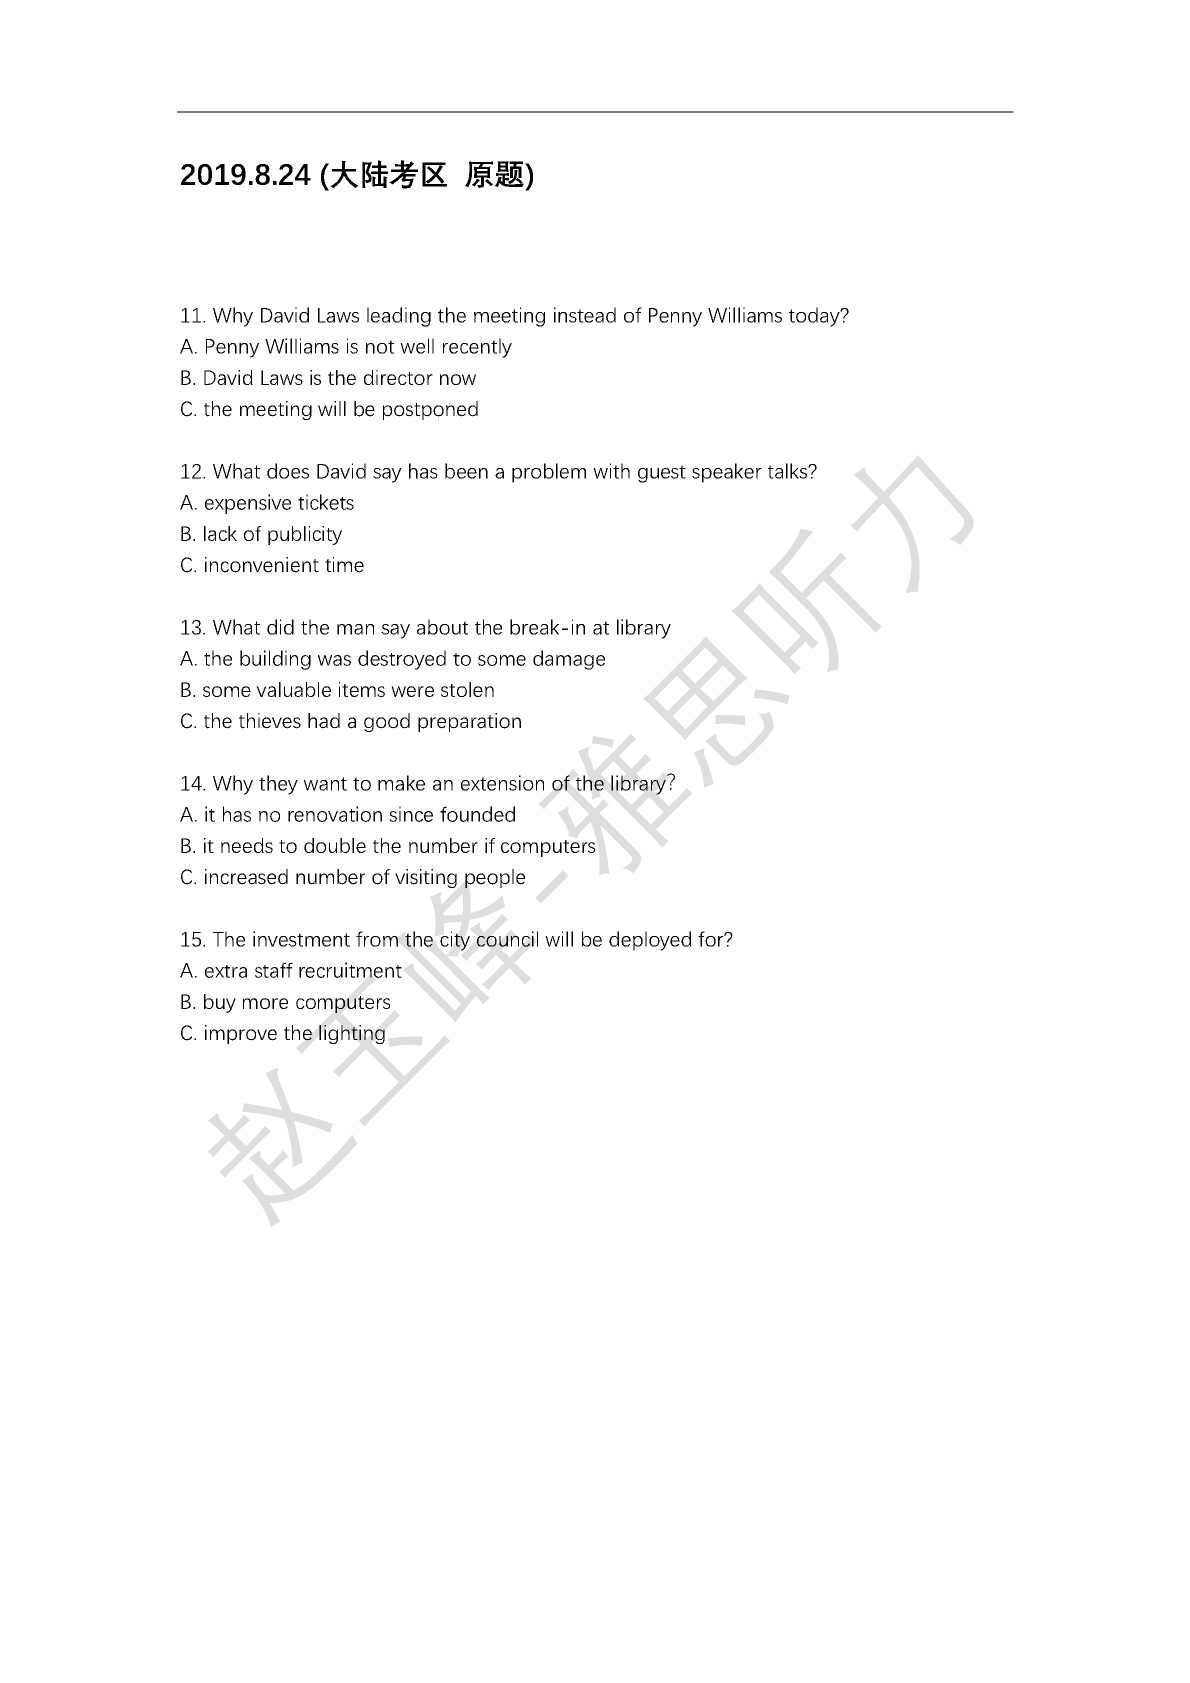 2019.8.24 (大陆考区 原题)
11. Why David Laws leading the meeting instead of Penny Williams today?
A. Penny Williams is not well recently
B. David Laws is the director now
C. the meeting will be postponed
12. What does David say has been a problem with guest speaker talks?
A. expensive tickets
B. lack of publicity
C. inconvenient time
13. What did the man say about the break-in at library
A. the building was destroyed to some damage
B. some valuable items were stolen
C. the thieves had a good preparation
14. Why they want to make an extension of the library?
A. it has no renovation since founded
B. it needs to double the number if computers
C. increased number of visiting people
15. The investment from the city council will be deployed for?
A. extra staff recruitment
B. buy more computers
C. improve the lighting
赵玉峰-雅思听力